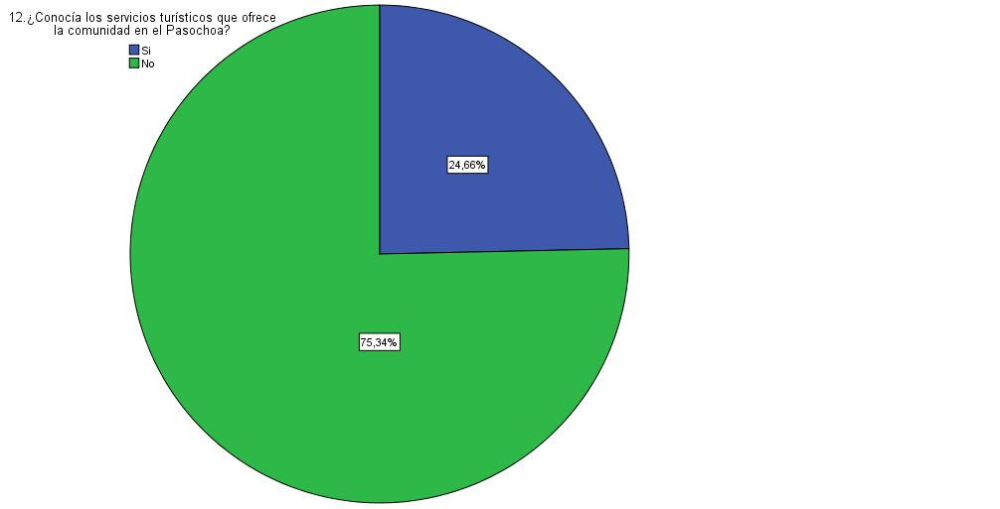 12.¿Conocía los servicios turísticos que ofrece
la comunidad en el Pasochoa?
Si
No
24,66%
75,34%